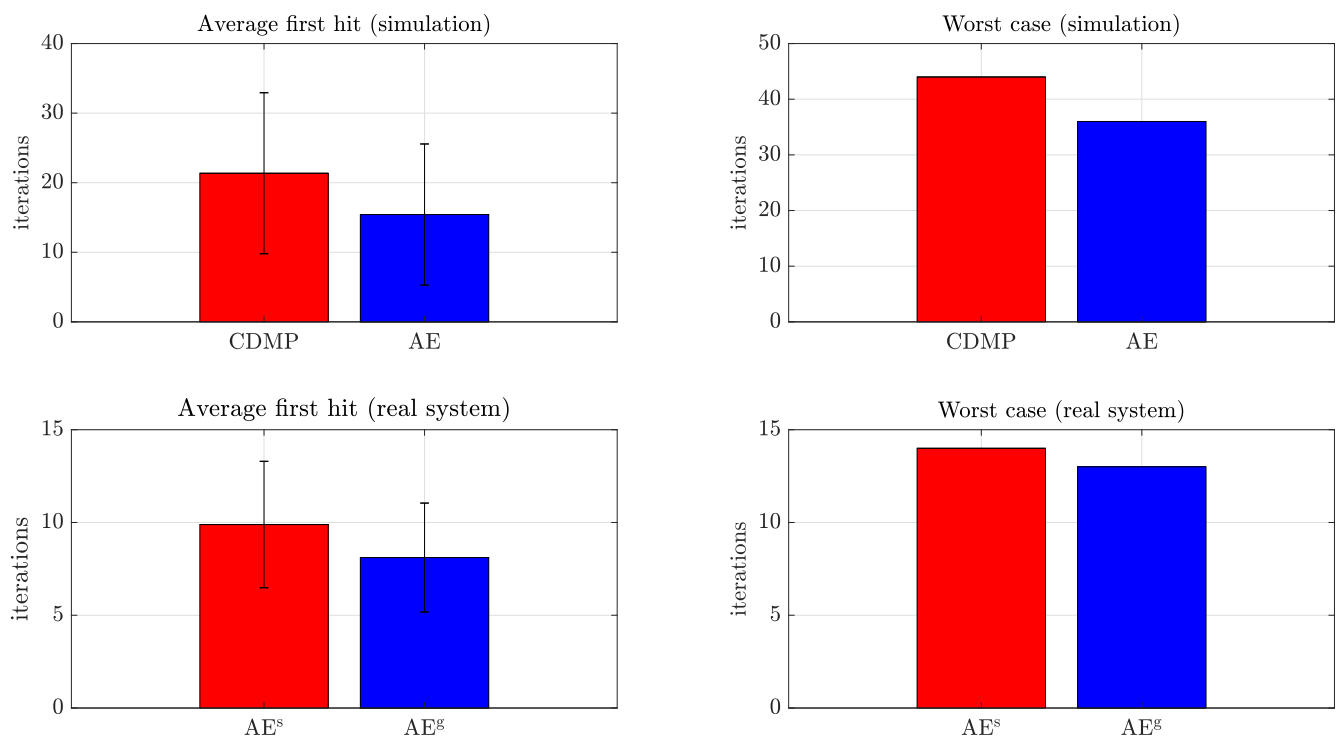 Average first hit (simulation)
40
30
20
10
0
iterations
CDMP AE
Worst case (simulation)
50
40
30
20
10
0
iterations
CDMP AE
Average first hit (real system)
15
10
5
0
iterations
AEˢ AEᵍ
Worst case (real system)
15
10
5
0
iterations
AEˢ AEᵍ